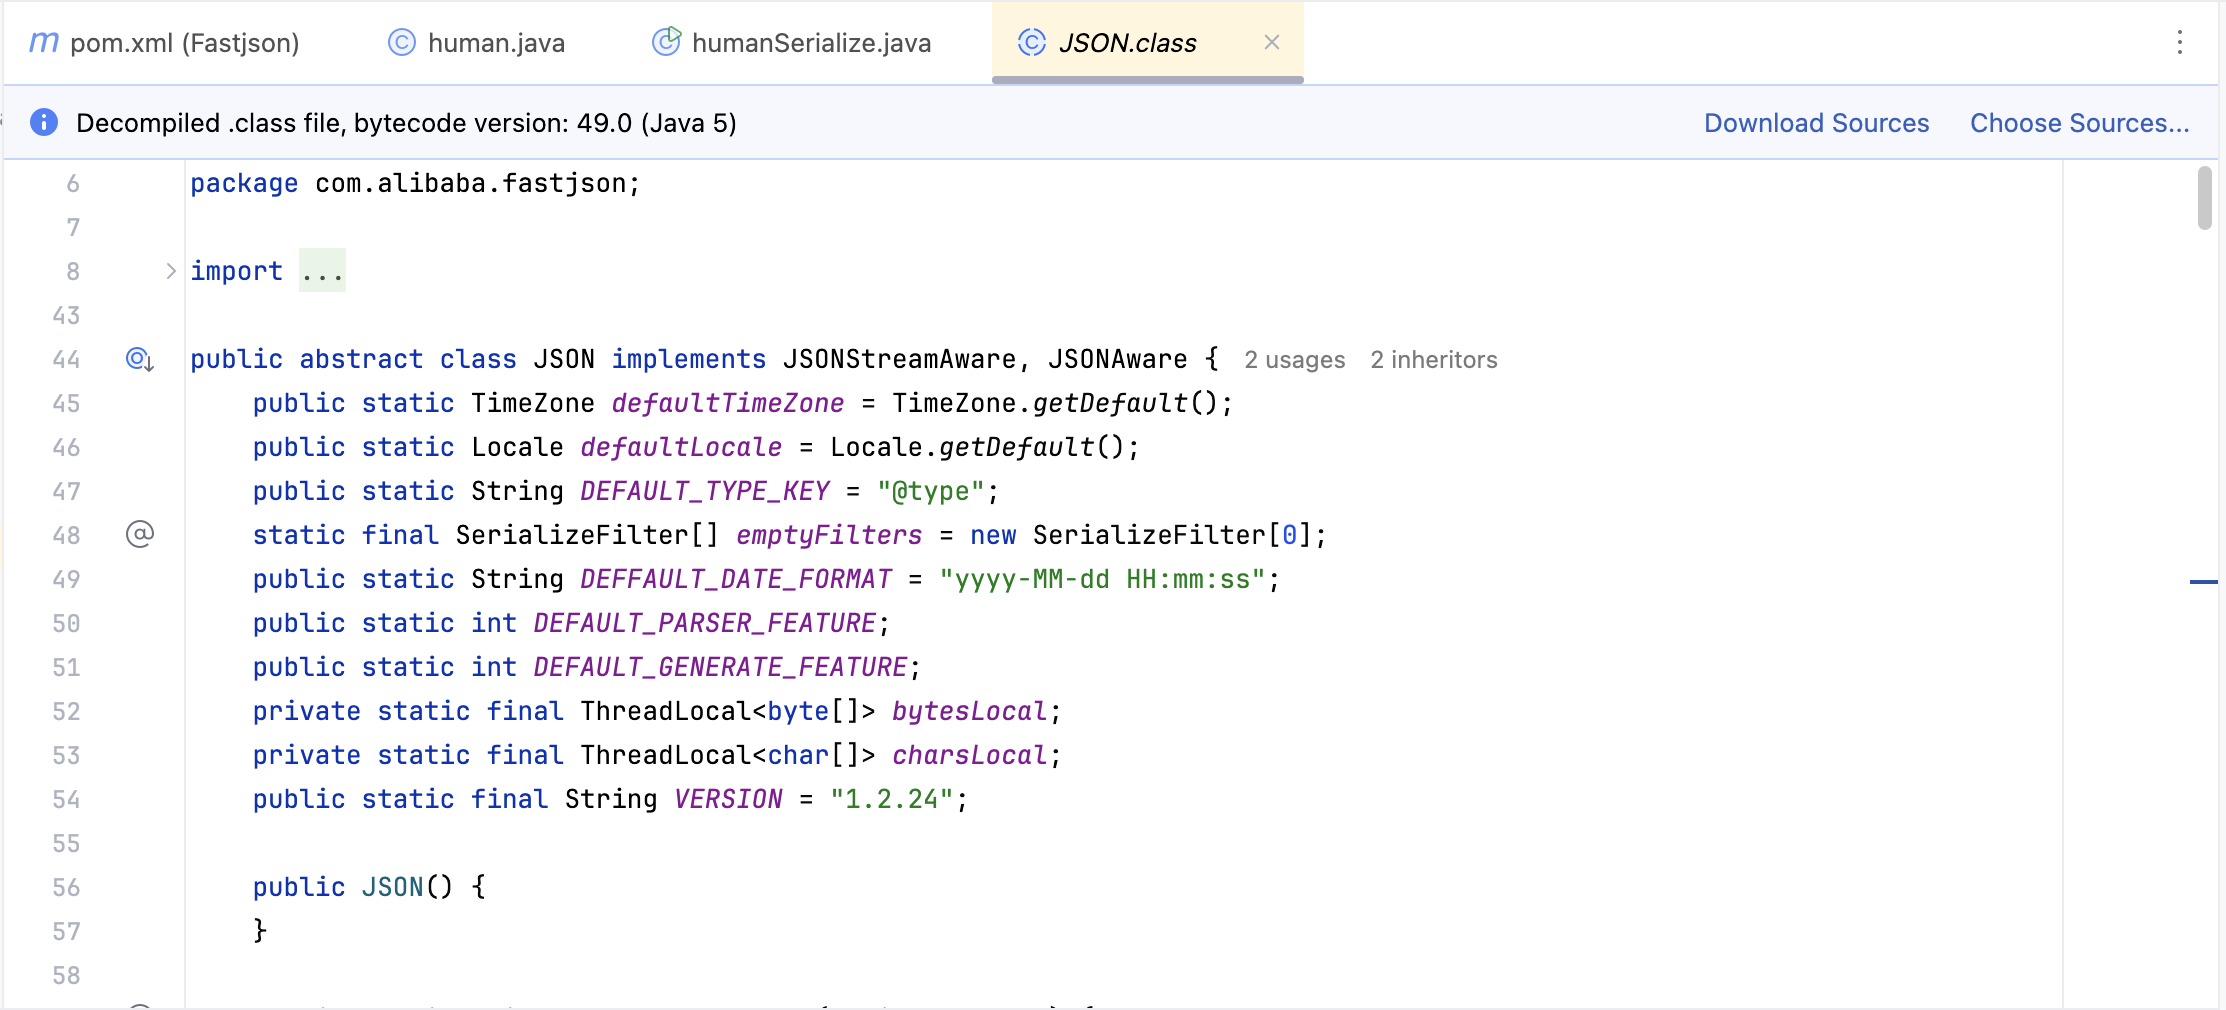 m pom.xml (Fastjson) human.java humanSerialize.java JSON.class
Decompiled .class file, bytecode version: 49.0 (Java 5) Download Sources Choose Sources...
6 package com.alibaba.fastjson;
7
8 import ...
43
44 public abstract class JSON implements JSONStreamAware, JSONAware { 2 usages 2 inheritors
45 public static TimeZone defaultTimeZone = TimeZone.getDefault();
46 public static Locale defaultLocale = Locale.getDefault();
47 public static String DEFAULT_TYPE_KEY = "@type";
48 @ static final SerializeFilter[] emptyFilters = new SerializeFilter[0];
49 public static String DEFFAULT_DATE_FORMAT = "yyyy-MM-dd HH:mm:ss";
50 public static int DEFAULT_PARSER_FEATURE;
51 public static int DEFAULT_GENERATE_FEATURE;
52 private static final ThreadLocal<byte[]> bytesLocal;
53 private static final ThreadLocal<char[]> charsLocal;
54 public static final String VERSION = "1.2.24";
55
56 public JSON() {
57 }
58